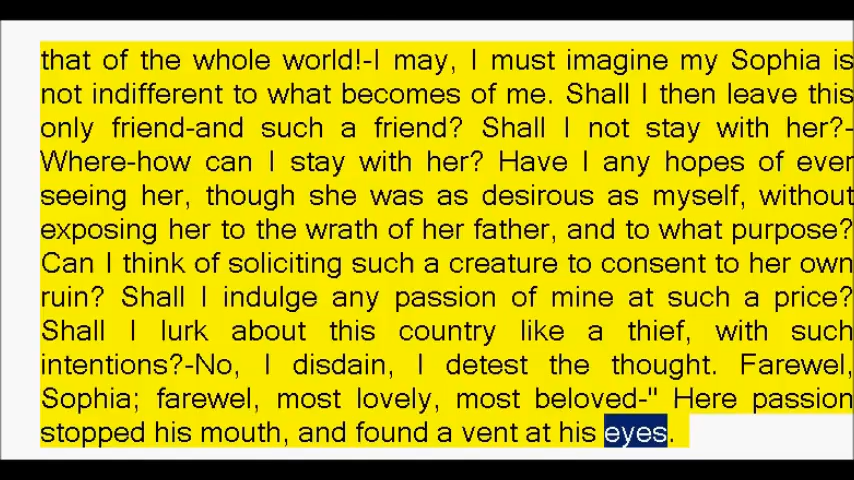 that of the whole world!-I may, I must imagine my Sophia is
not indifferent to what becomes of me. Shall I then leave this
only friend-and such a friend? Shall I not stay with her?-
Where-how can I stay with her? Have I any hopes of ever
seeing her, though she was as desirous as myself, without
exposing her to the wrath of her father, and to what purpose?
Can I think of soliciting such a creature to consent to her own
ruin? Shall I indulge any passion of mine at such a price?
Shall I lurk about this country like a thief, with such
intentions?-No, I disdain, I detest the thought. Farewel,
Sophia; farewel, most lovely, most beloved-" Here passion
stopped his mouth, and found a vent at his eyes.